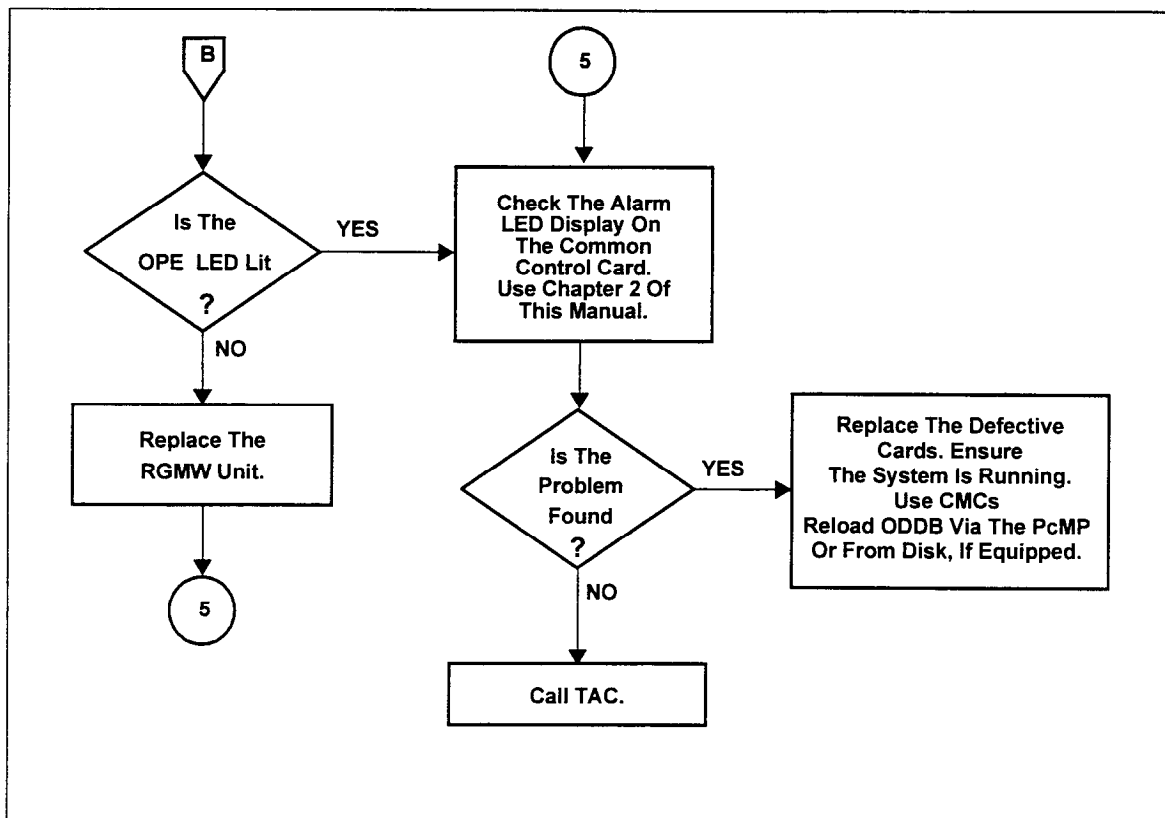 B
Is The
OPE LED Lit
?
YES
NO
Replace The
RGMW Unit.
5
5
Check The Alarm
LED Display On
The Common
Control Card.
Use Chapter 2 Of
This Manual.
Is The
Problem
Found
?
YES
NO
Replace The Defective
Cards. Ensure
The System Is Running.
Use CMCs
Reload ODDB Via The PcMP
Or From Disk, If Equipped.
Call TAC.